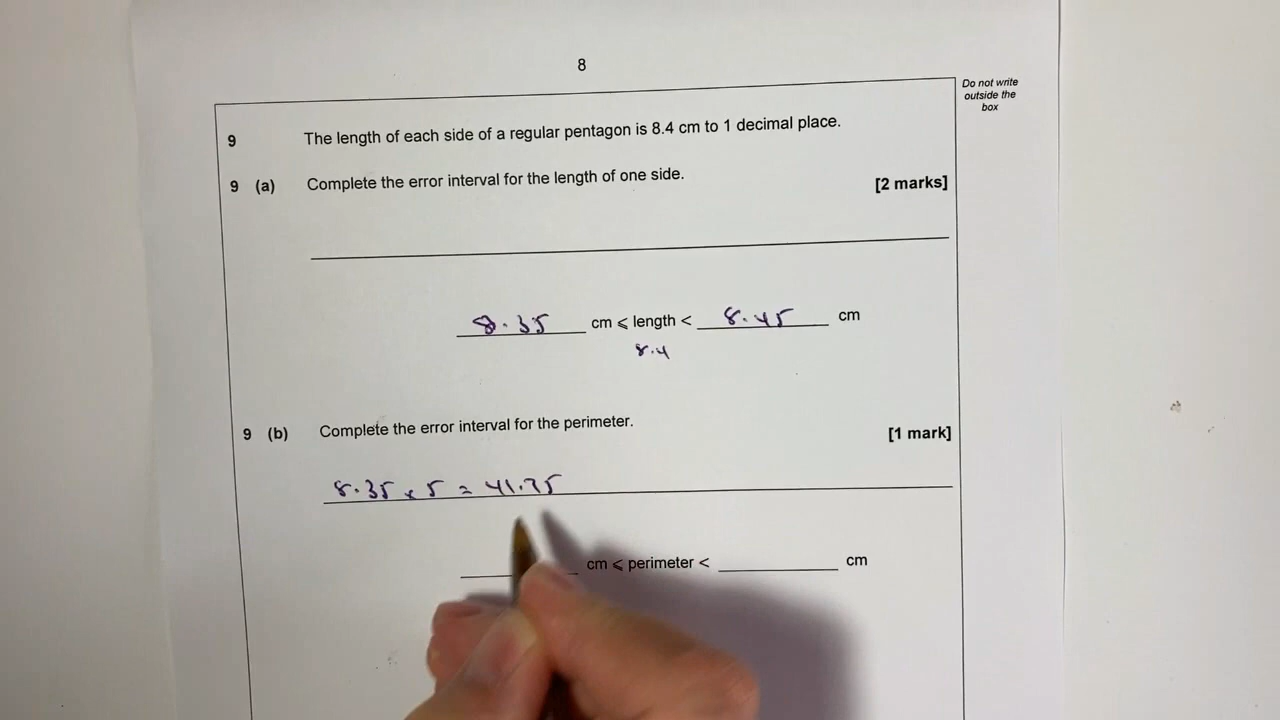 8
Do not write
outside the
box
9 The length of each side of a regular pentagon is 8.4 cm to 1 decimal place.
9 (a) Complete the error interval for the length of one side.
[2 marks]
8.35 cm ⩽ length < 8.45 cm
8.4
9 (b) Complete the error interval for the perimeter.
[1 mark]
8.35 × 5 = 41.75
cm ⩽ perimeter < cm